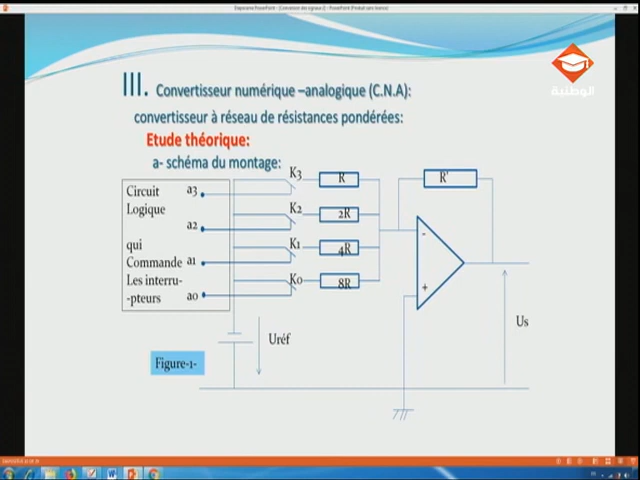 الوطنية
III. Convertisseur numérique –analogique (C.N.A):
convertisseur à réseau de résistances pondérées:
Etude théorique:
a- schéma du montage:
Circuit
Logique
qui
Commande
Les interru-
-pteurs
a3
a2
a1
a0
K3
K2
K1
K0
R
2R
4R
8R
R'
-
+
Us
Uréf
Figure-1-